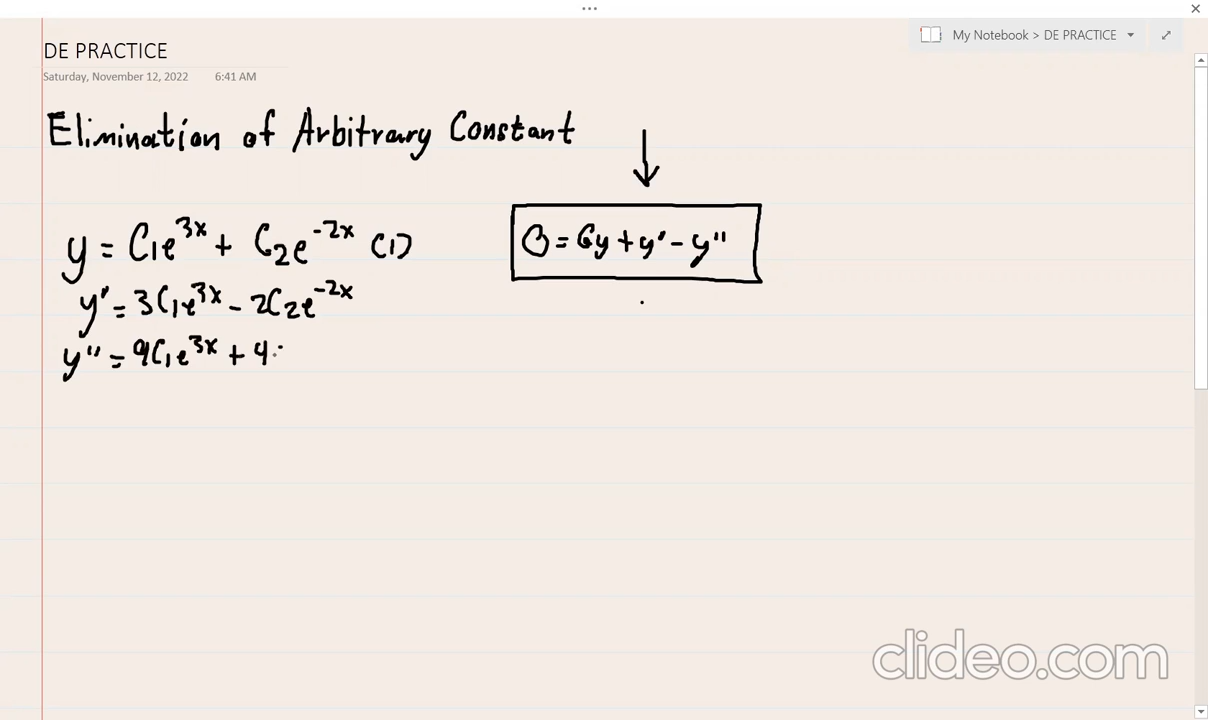 My Notebook > DE PRACTICE
DE PRACTICE
Saturday, November 12, 2022 6:41 AM
Elimination of Arbitrary Constant
y = C₁e^3x + C₂e^-2x (1)
0 = 6y + y' - y''
y' = 3C₁e^3x - 2C₂e^-2x
y'' = 9C₁e^3x + 4
clideo.com